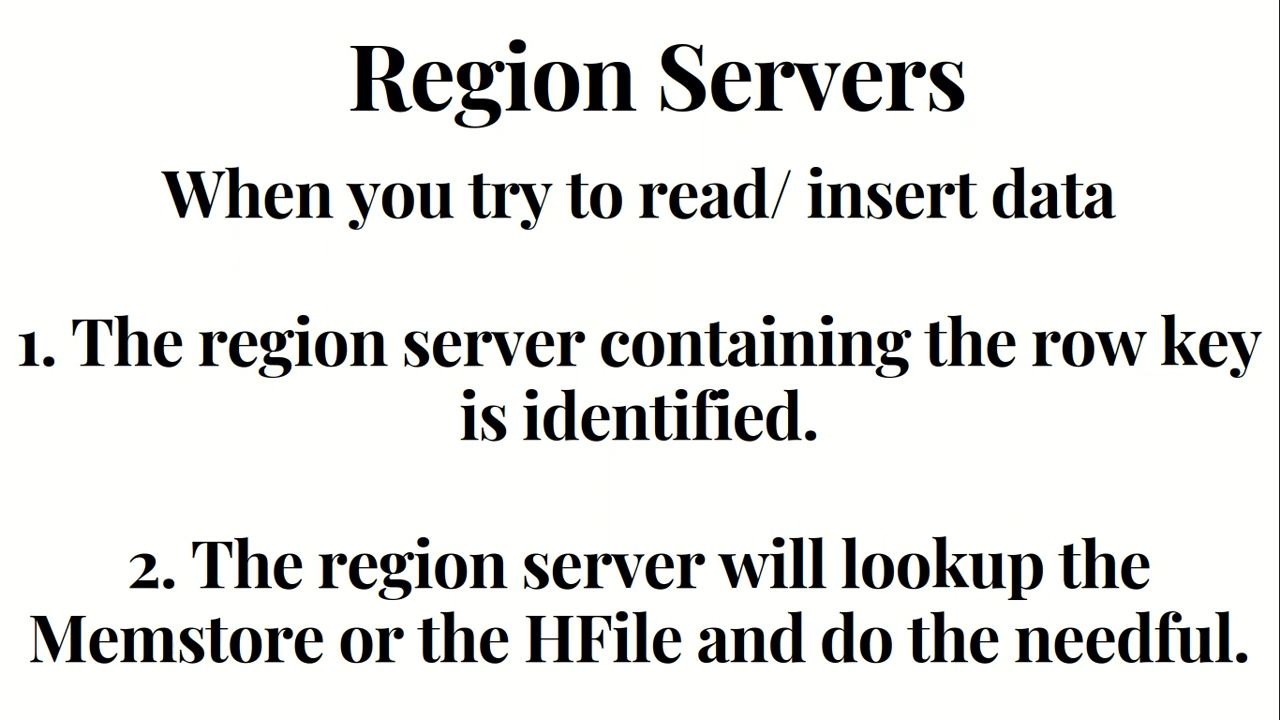 Region Servers
When you try to read/ insert data
1. The region server containing the row key
is identified.
2. The region server will lookup the
Memstore or the HFile and do the needful.